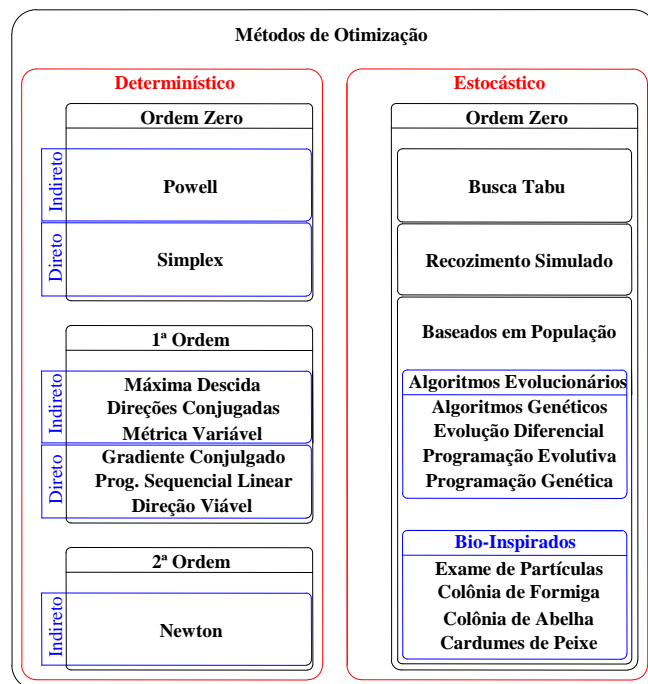 Métodos de Otimização
Determinístico
Ordem Zero
Indireto
Powell
Direto
Simplex
1ª Ordem
Indireto
Máxima Descida
Direções Conjugadas
Métrica Variável
Direto
Gradiente Conjulgado
Prog. Sequencial Linear
Direção Viável
2ª Ordem
Indireto
Newton
Estocástico
Ordem Zero
Busca Tabu
Recozimento Simulado
Baseados em População
Algoritmos Evolucionários
Algoritmos Genéticos
Evolução Diferencial
Programação Evolutiva
Programação Genética
Bio-Inspirados
Exame de Partículas
Colônia de Formiga
Colônia de Abelha
Cardumes de Peixe